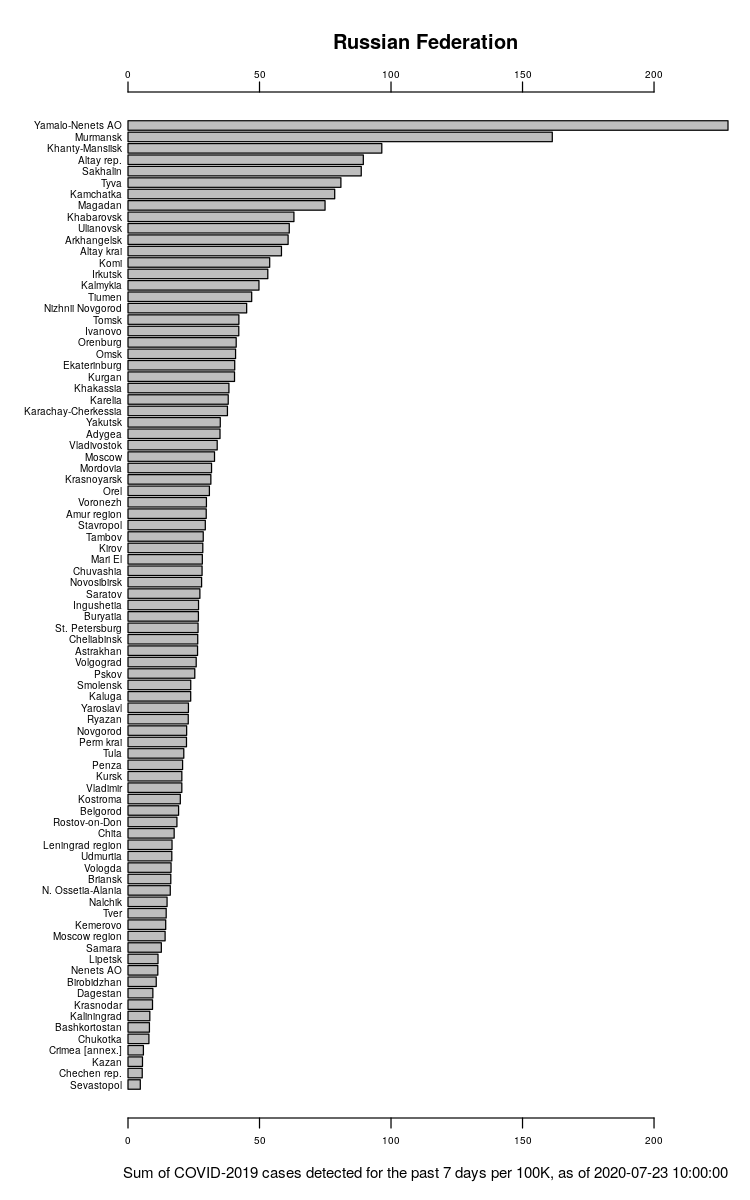 Russian Federation
0 50 100 150 200
Yamalo-Nenets AO
Murmansk
Khanty-Mansiisk
Altay rep.
Sakhalin
Tyva
Kamchatka
Magadan
Khabarovsk
Ulianovsk
Arkhangelsk
Altay krai
Komi
Irkutsk
Kalmykia
Tiumen
Nizhnii Novgorod
Tomsk
Ivanovo
Orenburg
Omsk
Ekaterinburg
Kurgan
Khakassia
Karelia
Karachay-Cherkessia
Yakutsk
Adygea
Vladivostok
Moscow
Mordovia
Krasnoyarsk
Orel
Voronezh
Amur region
Stavropol
Tambov
Kirov
Mari El
Chuvashia
Novosibirsk
Saratov
Ingushetia
Buryatia
St. Petersburg
Cheliabinsk
Astrakhan
Volgograd
Pskov
Smolensk
Kaluga
Yaroslavl
Ryazan
Novgorod
Perm krai
Tula
Penza
Kursk
Vladimir
Kostroma
Belgorod
Rostov-on-Don
Chita
Leningrad region
Udmurtia
Vologda
Briansk
N. Ossetia-Alania
Nalchik
Tver
Kemerovo
Moscow region
Samara
Lipetsk
Nenets AO
Birobidzhan
Dagestan
Krasnodar
Kaliningrad
Bashkortostan
Chukotka
Crimea [annex.]
Kazan
Chechen rep.
Sevastopol
0 50 100 150 200
Sum of COVID-2019 cases detected for the past 7 days per 100K, as of 2020-07-23 10:00:00